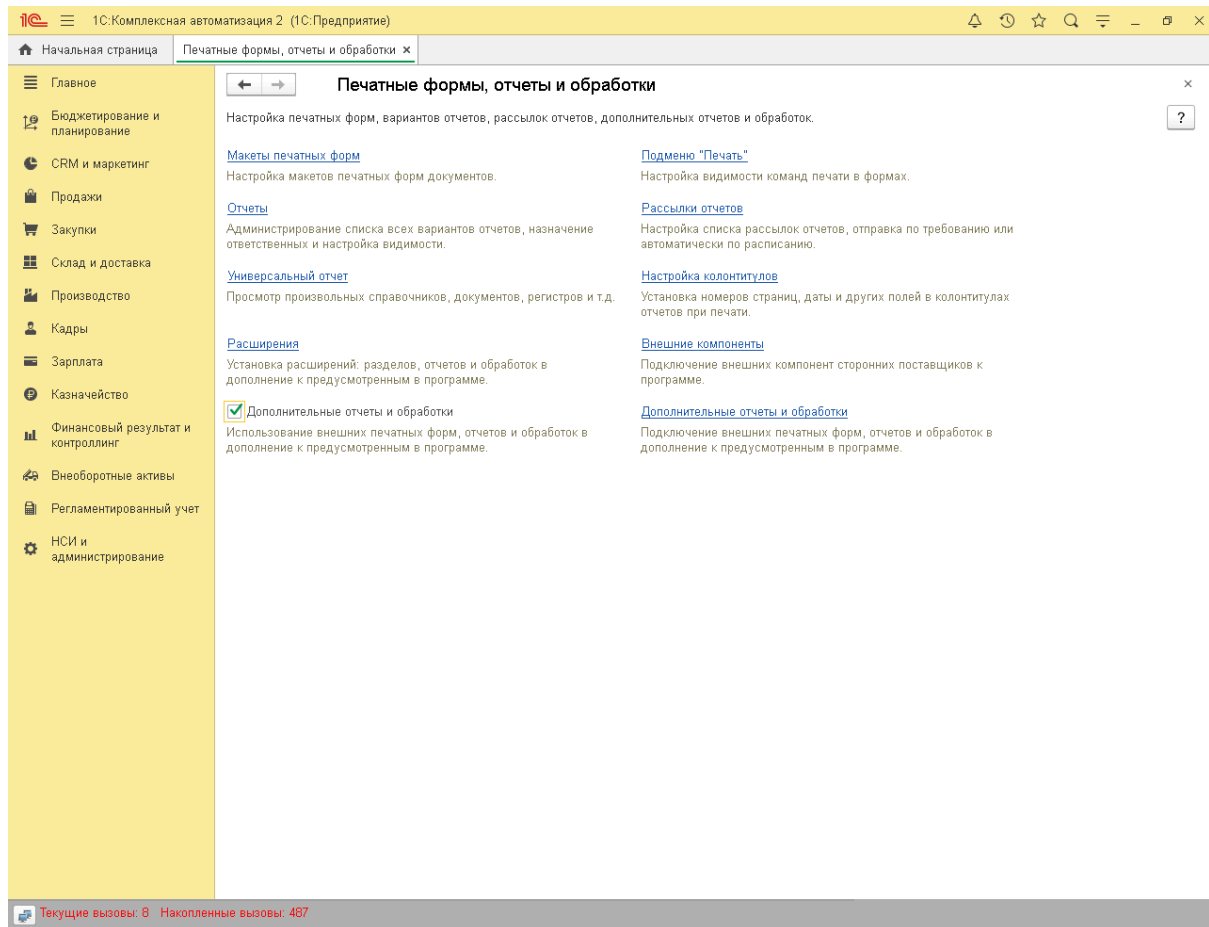 1С:Комплексная автоматизация 2 (1С:Предприятие)
Начальная страница
Печатные формы, отчеты и обработки ×
Главное
Бюджетирование и
планирование
CRM и маркетинг
Продажи
Закупки
Склад и доставка
Производство
Кадры
Зарплата
Казначейство
Финансовый результат и
контроллинг
Внеоборотные активы
Регламентированный учет
НСИ и
администрирование
Печатные формы, отчеты и обработки
Настройка печатных форм, вариантов отчетов, рассылок отчетов, дополнительных отчетов и обработок.
?
Макеты печатных форм
Настройка макетов печатных форм документов.
Отчеты
Администрирование списка всех вариантов отчетов, назначение
ответственных и настройка видимости.
Универсальный отчет
Просмотр произвольных справочников, документов, регистров и т.д.
Расширения
Установка расширений: разделов, отчетов и обработок в
дополнение к предусмотренным в программе.
Дополнительные отчеты и обработки
Использование внешних печатных форм, отчетов и обработок в
дополнение к предусмотренным в программе.
Подменю "Печать"
Настройка видимости команд печати в формах.
Рассылки отчетов
Настройка списка рассылок отчетов, отправка по требованию или
автоматически по расписанию.
Настройка колонтитулов
Установка номеров страниц, даты и других полей в колонтитулах
отчетов при печати.
Внешние компоненты
Подключение внешних компонент сторонних поставщиков к
программе.
Дополнительные отчеты и обработки
Подключение внешних печатных форм, отчетов и обработок в
дополнение к предусмотренным в программе.
Текущие вызовы: 8 Накопленные вызовы: 487